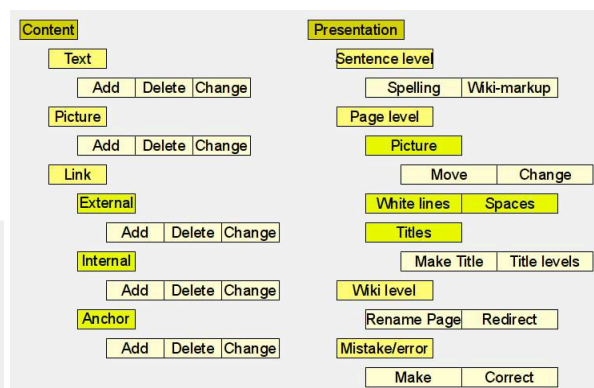 Content
Text
Add Delete Change
Picture
Add Delete Change
Link
External
Add Delete Change
Internal
Add Delete Change
Anchor
Add Delete Change
Presentation
Sentence level
Spelling Wiki-markup
Page level
Picture
Move Change
White lines Spaces
Titles
Make Title Title levels
Wiki level
Rename Page Redirect
Mistake/error
Make Correct